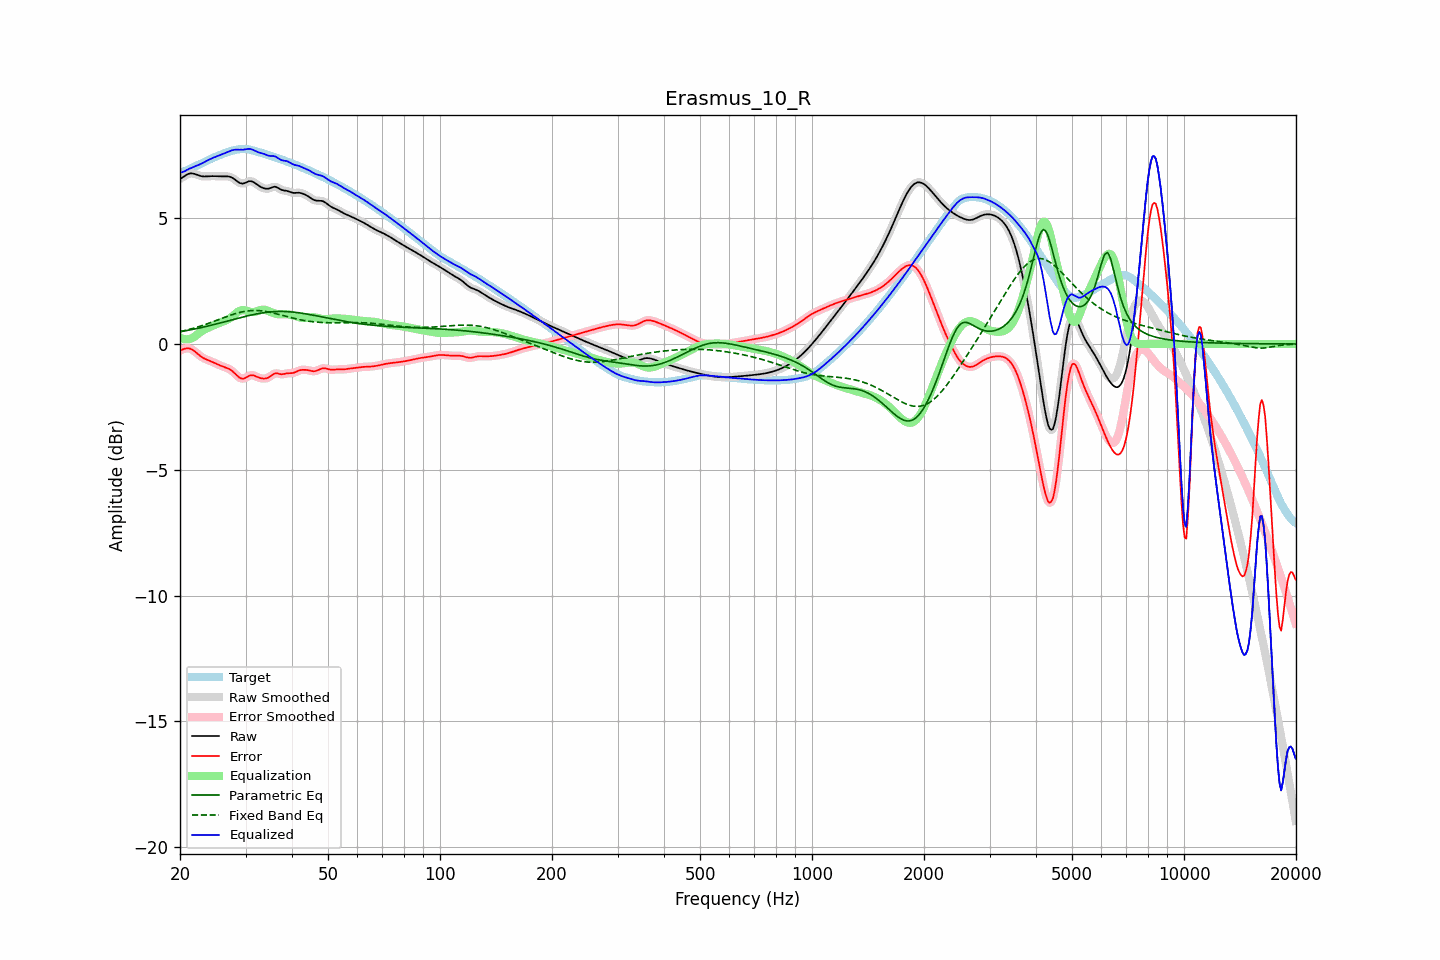 Erasmus_10_R
Amplitude (dBr)
5
0
−5
−10
−15
−20
Target
Raw Smoothed
Error Smoothed
Raw
Error
Equalization
Parametric Eq
Fixed Band Eq
Equalized
20 50 100 200 500 1000 2000 5000 10000 20000
Frequency (Hz)